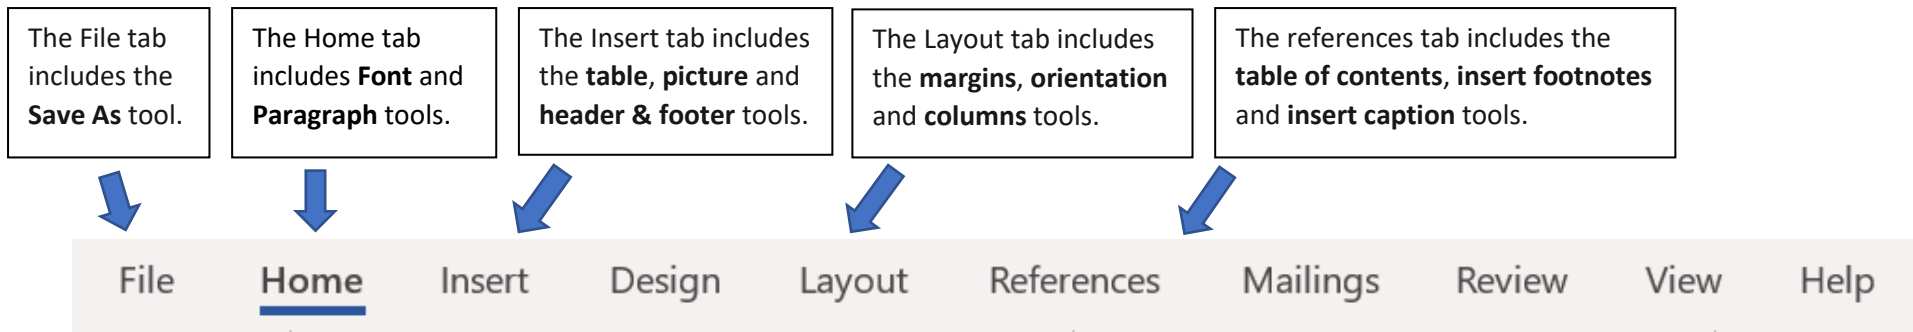 The File tab
includes the
Save As tool.
The Home tab
includes Font and
Paragraph tools.
The Insert tab includes
the table, picture and
header & footer tools.
The Layout tab includes
the margins, orientation
and columns tools.
The references tab includes the
table of contents, insert footnotes
and insert caption tools.
File Home Insert Design Layout References Mailings Review View Help